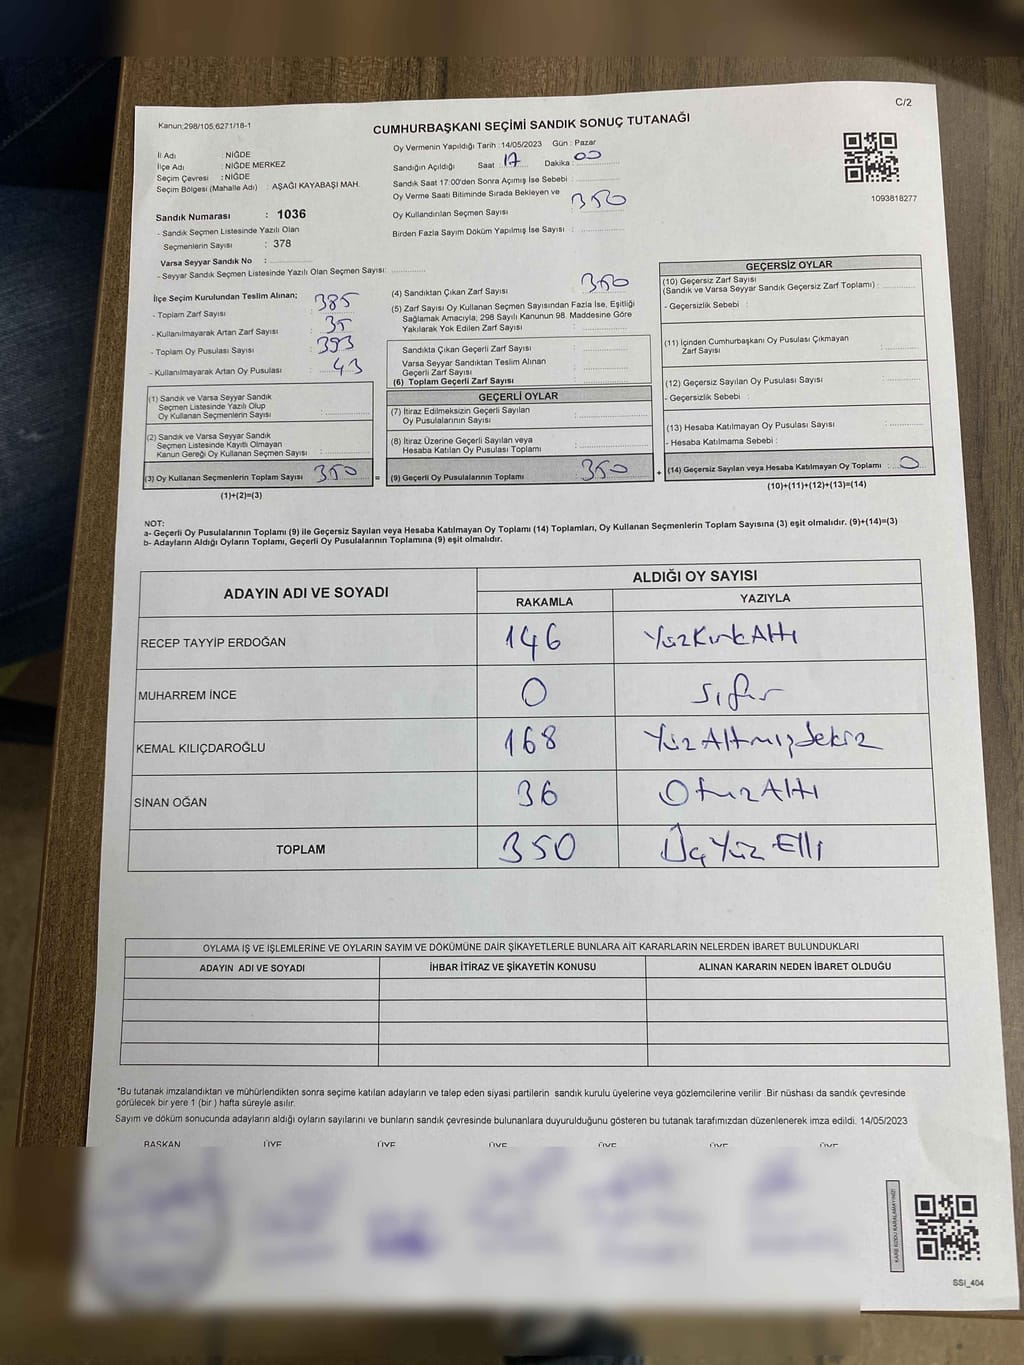 C/2
Kanun:298/105;6271/18-1
CUMHURBAŞKANI SEÇİMİ SANDIK SONUÇ TUTANAĞI
İl Adı : NİĞDE
İlçe Adı : NİĞDE MERKEZ
Seçim Çevresi : NİĞDE
Seçim Bölgesi (Mahalle Adı) : AŞAĞI KAYABAŞI MAH.
Sandık Numarası : 1036
- Sandık Seçmen Listesinde Yazılı Olan
Seçmenlerin Sayısı : 378
Varsa Seyyar Sandık No :
- Seyyar Sandık Seçmen Listesinde Yazılı Olan Seçmen Sayısı:
Oy Vermenin Yapıldığı Tarih : 14/05/2023 Gün : Pazar
Sandığın Açıldığı Saat : 17 Dakika : 00
Sandık Saat 17:00'den Sonra Açımış İse Sebebi :
Oy Verme Saati Bitiminde Sırada Bekleyen ve
Oy Kullandırılan Seçmen Sayısı : 350
Birden Fazla Sayım Döküm Yapılmış İse Sayısı :
1093818277
İlçe Seçim Kurulundan Teslim Alınan;
- Toplam Zarf Sayısı : 385
- Kullanılmayarak Artan Zarf Sayısı : 35
- Toplam Oy Pusulası Sayısı : 393
- Kullanılmayarak Artan Oy Pusulası : 43
(1) Sandık ve Varsa Seyyar Sandık
Seçmen Listesinde Yazılı Olup
Oy Kullanan Seçmenlerin Sayısı :
(2) Sandık ve Varsa Seyyar Sandık
Seçmen Listesinde Kayıtlı Olmayan
Kanun Gereği Oy Kullanan Seçmen Sayısı :
(3) Oy Kullanan Seçmenlerin Toplam Sayısı : 350
(1)+(2)=(3)
(4) Sandıktan Çıkan Zarf Sayısı : 350
(5) Zarf Sayısı Oy Kullanan Seçmen Sayısından Fazla İse, Eşitliği
Sağlamak Amacıyla; 298 Sayılı Kanunun 98. Maddesine Göre
Yakılarak Yok Edilen Zarf Sayısı :
Sandıkta Çıkan Geçerli Zarf Sayısı :
Varsa Seyyar Sandıktan Teslim Alınan
Geçerli Zarf Sayısı :
(6) Toplam Geçerli Zarf Sayısı :
GEÇERLİ OYLAR
(7) İtiraz Edilmeksizin Geçerli Sayılan
Oy Pusulalarının Sayısı :
(8) İtiraz Üzerine Geçerli Sayılan veya
Hesaba Katılan Oy Pusulası Toplamı :
= (9) Geçerli Oy Pusulalarının Toplamı : 350
GEÇERSİZ OYLAR
(10) Geçersiz Zarf Sayısı
(Sandık ve Varsa Seyyar Sandık Geçersiz Zarf Toplamı) :
- Geçersizlik Sebebi :
(11) İçinden Cumhurbaşkanı Oy Pusulası Çıkmayan
Zarf Sayısı :
(12) Geçersiz Sayılan Oy Pusulası Sayısı :
- Geçersizlik Sebebi :
(13) Hesaba Katılmayan Oy Pusulası Sayısı :
- Hesaba Katılmama Sebebi :
+ (14) Geçersiz Sayılan veya Hesaba Katılmayan Oy Toplamı : 0
(10)+(11)+(12)+(13)=(14)
NOT:
a- Geçerli Oy Pusulalarının Toplamı (9) ile Geçersiz Sayılan veya Hesaba Katılmayan Oy Toplamı (14) Toplamları, Oy Kullanan Seçmenlerin Toplam Sayısına (3) eşit olmalıdır. (9)+(14)=(3)
b- Adayların Aldığı Oyların Toplamı, Geçerli Oy Pusulalarının Toplamına (9) eşit olmalıdır.
ADAYIN ADI VE SOYADI ALDIĞI OY SAYISI
RAKAMLA YAZIYLA
RECEP TAYYİP ERDOĞAN 146 YüzKırkAltı
MUHARREM İNCE 0 Sıfır
KEMAL KILIÇDAROĞLU 168 YüzAltmışSekiz
SİNAN OĞAN 36 OtuzAltı
TOPLAM 350 Üç Yüz Elli
OYLAMA İŞ VE İŞLEMLERİNE VE OYLARIN SAYIM VE DÖKÜMÜNE DAİR ŞİKAYETLERLE BUNLARA AİT KARARLARIN NELERDEN İBARET BULUNDUKLARI
ADAYIN ADI VE SOYADI İHBAR İTİRAZ VE ŞİKAYETİN KONUSU ALINAN KARARIN NEDEN İBARET OLDUĞU
*Bu tutanak imzalandıktan ve mühürlendikten sonra seçime katılan adayların ve talep eden siyasi partilerin sandık kurulu üyelerine veya gözlemcilerine verilir .Bir nüshası da sandık çevresinde
görülecek bir yere 1 (bir ) hafta süreyle asılır.
Sayım ve döküm sonucunda adayların aldığı oyların sayılarını ve bunların sandık çevresinde bulunanlara duyurulduğunu gösteren bu tutanak tarafımızdan düzenlenerek imza edildi. 14/05/2023
BAŞKAN ÜYE ÜYE ÜYE ÜYE ÜYE ÜYE
KARE KODU KARALAMAYINIZ!
SSI_404